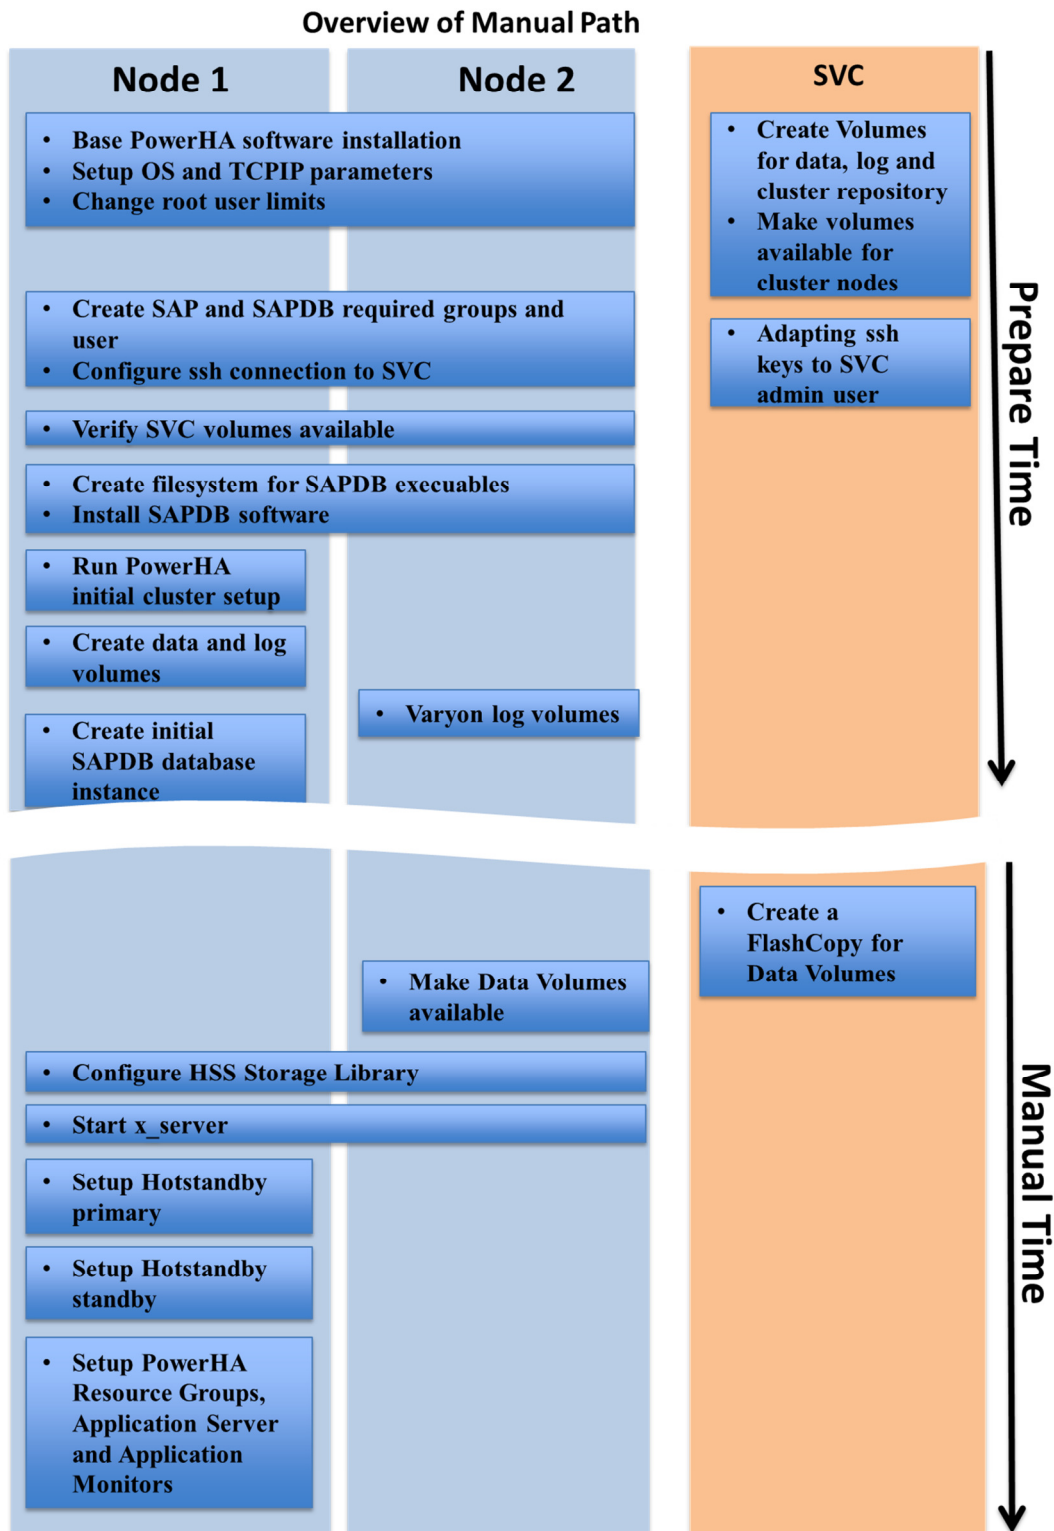 Overview of Manual Path
Node 1
Node 2
SVC
• Base PowerHA software installation
• Setup OS and TCPIP parameters
• Change root user limits
• Create Volumes
for data, log and
cluster repository
• Make volumes
available for
cluster nodes
• Create SAP and SAPDB required groups and
user
• Configure ssh connection to SVC
• Adapting ssh
keys to SVC
admin user
• Verify SVC volumes available
• Create filesystem for SAPDB execuables
• Install SAPDB software
• Run PowerHA
initial cluster setup
• Create data and log
volumes
• Varyon log volumes
• Create initial
SAPDB database
instance
Prepare Time
• Create a
FlashCopy for
Data Volumes
• Make Data Volumes
available
• Configure HSS Storage Library
• Start x_server
• Setup Hotstandby
primary
• Setup Hotstandby
standby
• Setup PowerHA
Resource Groups,
Application Server
and Application
Monitors
Manual Time